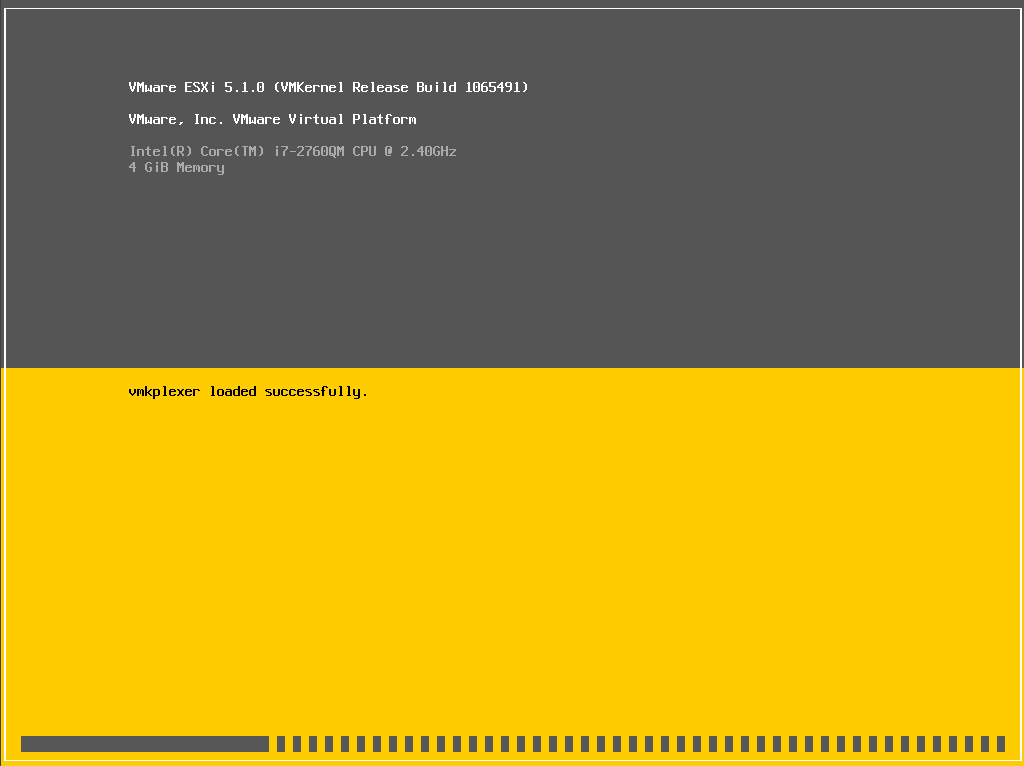 VMware ESXi 5.1.0 (VMKernel Release Build 1065491)
VMware, Inc. VMware Virtual Platform
Intel(R) Core(TM) i7-2760QM CPU @ 2.40GHz
4 GiB Memory
vmkplexer loaded successfully.